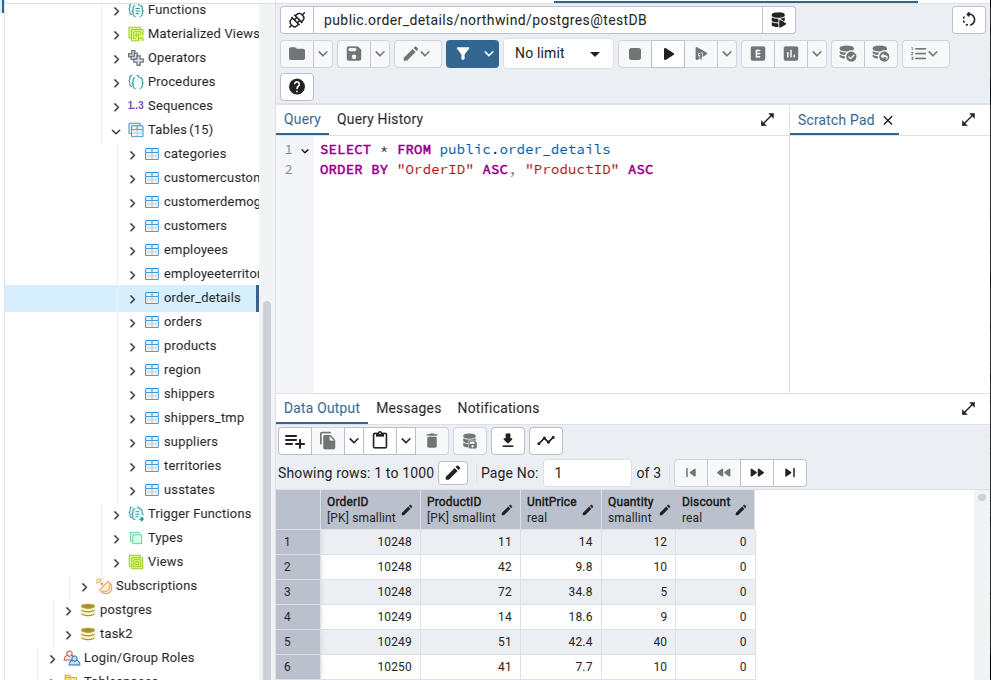 Functions
Materialized Views
Operators
Procedures
1..3 Sequences
Tables (15)
categories
customercuston
customerdemog
customers
employees
employeeterritor
order_details
orders
products
region
shippers
shippers_tmp
suppliers
territories
usstates
Trigger Functions
Types
Views
Subscriptions
postgres
task2
Login/Group Roles
Tablespaces
public.order_details/northwind/postgres@testDB
No limit
E
Query
Query History
Scratch Pad
1 SELECT * FROM public.order_details
2 ORDER BY "OrderID" ASC, "ProductID" ASC
Data Output Messages Notifications
Showing rows: 1 to 1000 Page No: 1 of 3
OrderID ProductID UnitPrice Quantity Discount
[PK] smallint [PK] smallint real smallint real
1 10248 11 14 12 0
2 10248 42 9.8 10 0
3 10248 72 34.8 5 0
4 10249 14 18.6 9 0
5 10249 51 42.4 40 0
6 10250 41 7.7 10 0